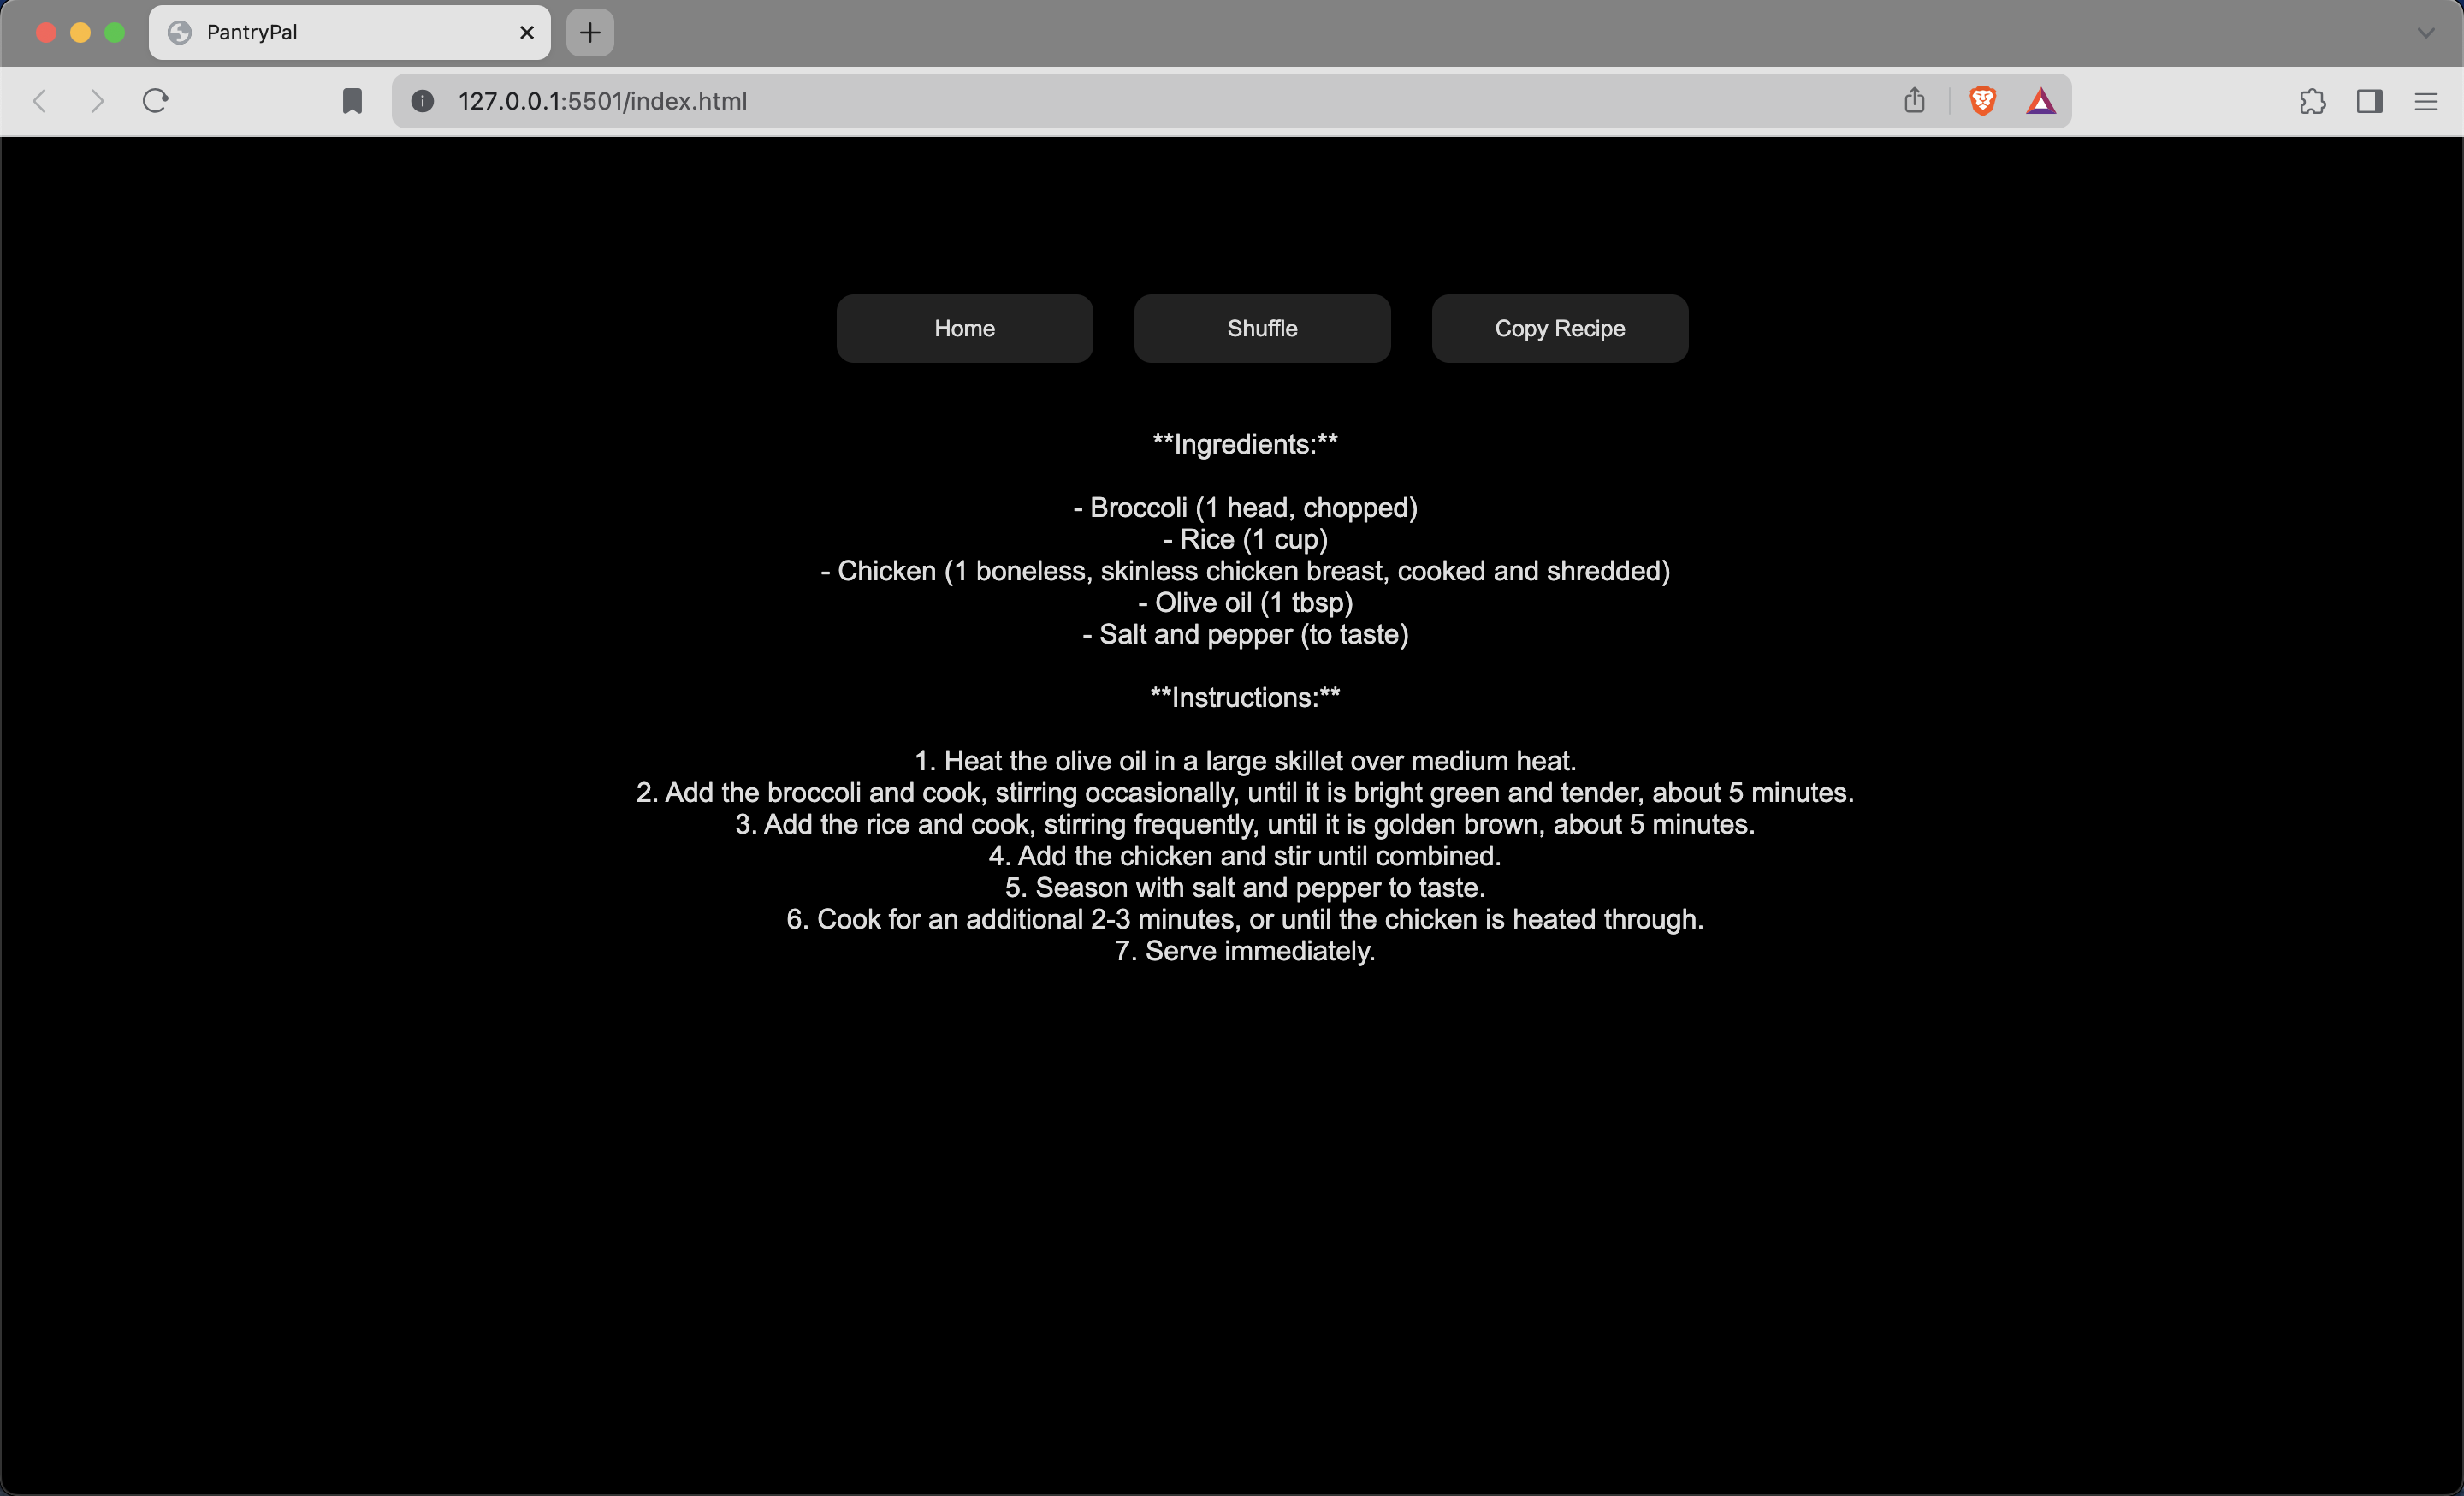 PantryPal
127.0.0.1:5501/index.html
Home
Shuffle
Copy Recipe
**Ingredients:**
- Broccoli (1 head, chopped)
- Rice (1 cup)
- Chicken (1 boneless, skinless chicken breast, cooked and shredded)
- Olive oil (1 tbsp)
- Salt and pepper (to taste)
**Instructions:**
1. Heat the olive oil in a large skillet over medium heat.
2. Add the broccoli and cook, stirring occasionally, until it is bright green and tender, about 5 minutes.
3. Add the rice and cook, stirring frequently, until it is golden brown, about 5 minutes.
4. Add the chicken and stir until combined.
5. Season with salt and pepper to taste.
6. Cook for an additional 2-3 minutes, or until the chicken is heated through.
7. Serve immediately.